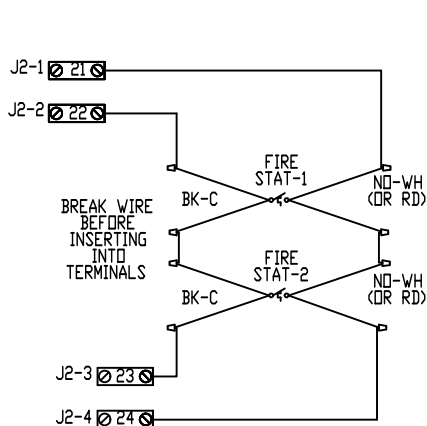 J2-1 21
J2-2 22
FIRE
STAT-1
BK-C
NO-WH
(OR RD)
BREAK WIRE
BEFORE
INSERTING
INTO
TERMINALS
FIRE
STAT-2
BK-C
NO-WH
(OR RD)
J2-3 23
J2-4 24